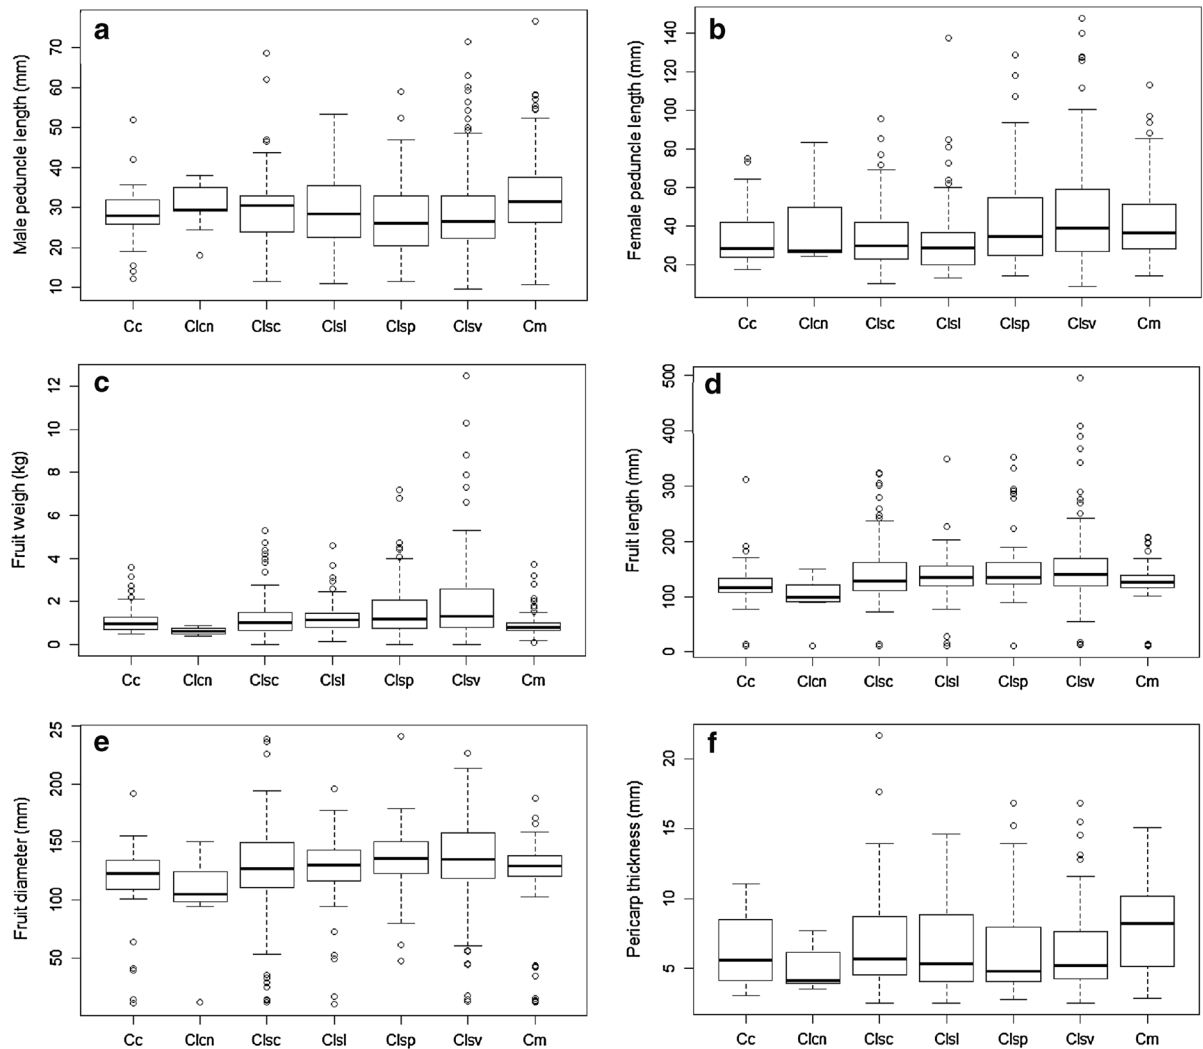 a
Male peduncle length (mm)
70
60
50
40
30
20
10
Cc Clcn Clsc Clsl Clsp Clsv Cm
b
Female peduncle length (mm)
140
120
100
80
60
40
20
Cc Clcn Clsc Clsl Clsp Clsv Cm
c
Fruit weigh (kg)
12
10
8
6
4
2
0
Cc Clcn Clsc Clsl Clsp Clsv Cm
d
Fruit length (mm)
500
400
300
200
100
0
Cc Clcn Clsc Clsl Clsp Clsv Cm
e
Fruit diameter (mm)
25
200
150
100
50
Cc Clcn Clsc Clsl Clsp Clsv Cm
f
Pericarp thickness (mm)
20
15
10
5
Cc Clcn Clsc Clsl Clsp Clsv Cm